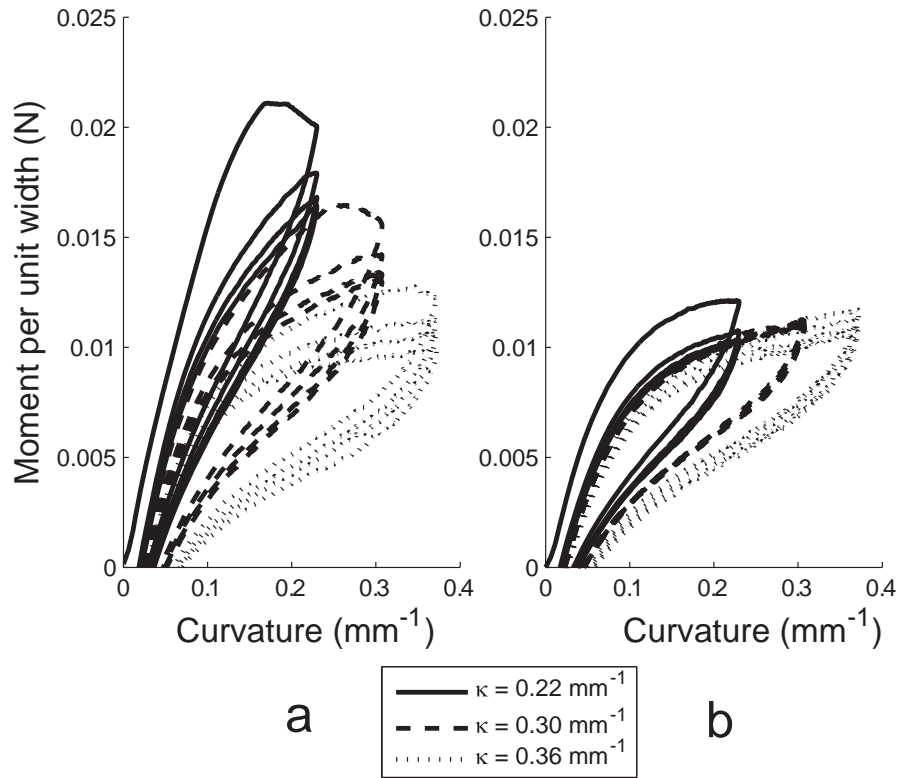 0.025
0.02
0.015
0.01
0.005
0
0 0.1 0.2 0.3 0.4
Moment per unit width (N)
Curvature (mm⁻¹)
a
0.025
0.02
0.015
0.01
0.005
0
0 0.1 0.2 0.3 0.4
Curvature (mm⁻¹)
b
κ = 0.22 mm⁻¹
κ = 0.30 mm⁻¹
κ = 0.36 mm⁻¹